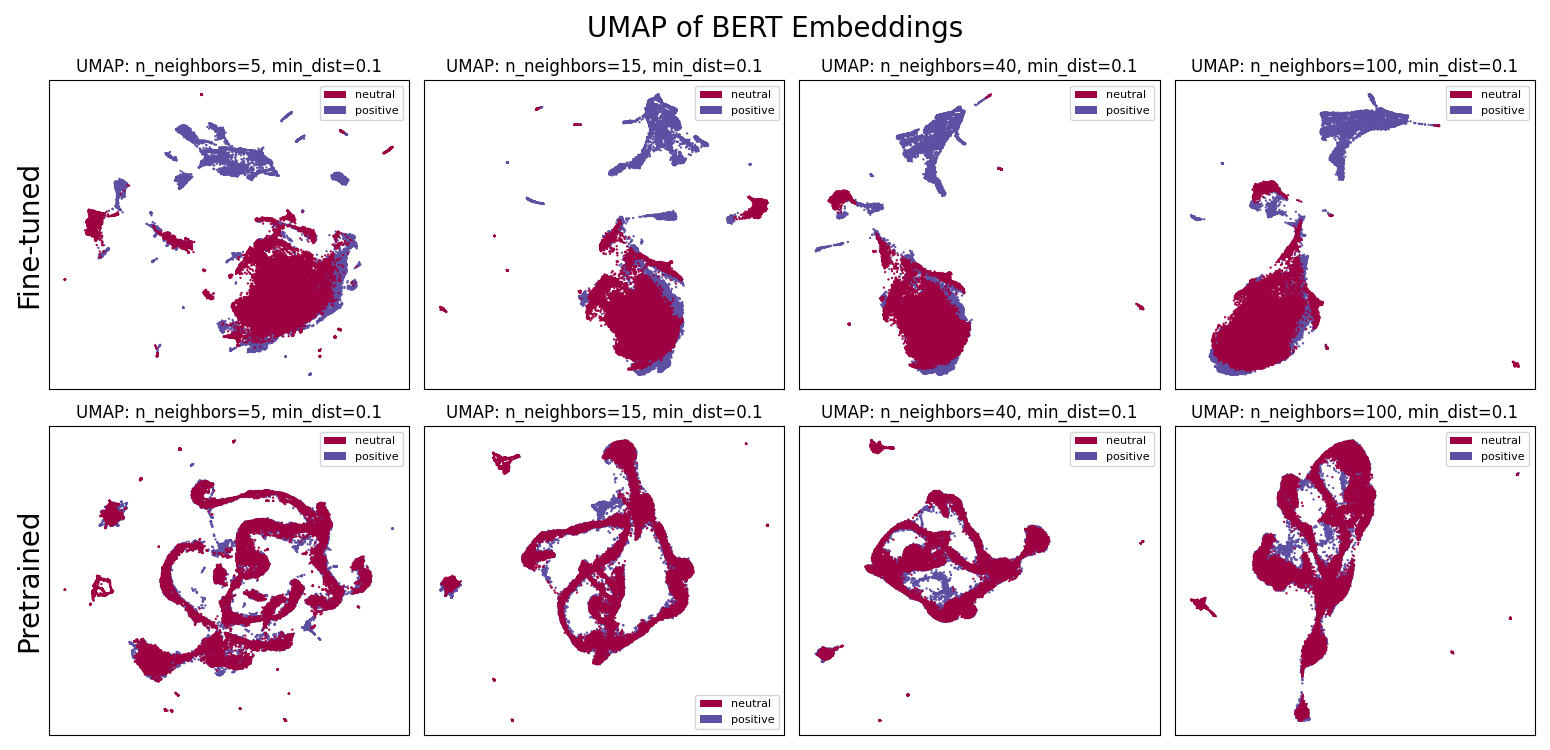 UMAP of BERT Embeddings
UMAP: n_neighbors=5, min_dist=0.1
UMAP: n_neighbors=15, min_dist=0.1
UMAP: n_neighbors=40, min_dist=0.1
UMAP: n_neighbors=100, min_dist=0.1
neutral
positive
neutral
positive
neutral
positive
neutral
positive
Fine-tuned
UMAP: n_neighbors=5, min_dist=0.1
UMAP: n_neighbors=15, min_dist=0.1
UMAP: n_neighbors=40, min_dist=0.1
UMAP: n_neighbors=100, min_dist=0.1
neutral
positive
neutral
positive
neutral
positive
Pretrained
neutral
positive